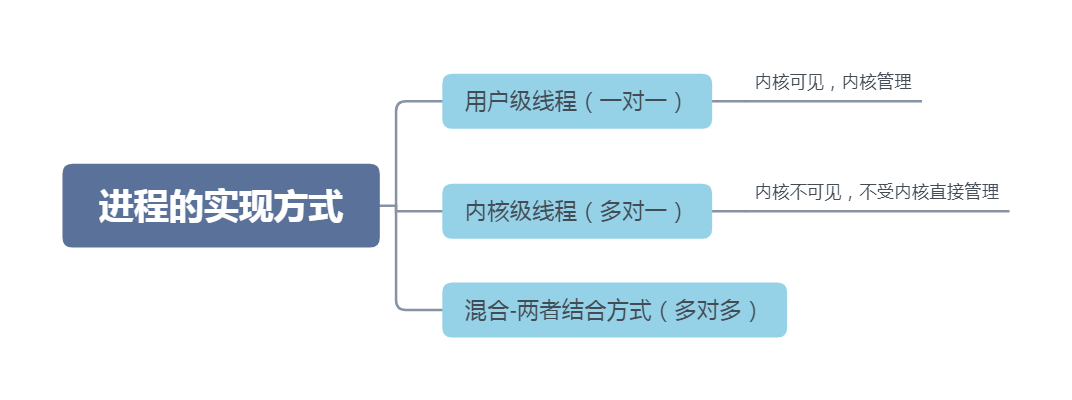 进程的实现方式
用户级线程（一对一）
内核可见，内核管理
内核级线程（多对一）
内核不可见，不受内核直接管理
混合-两者结合方式（多对多）